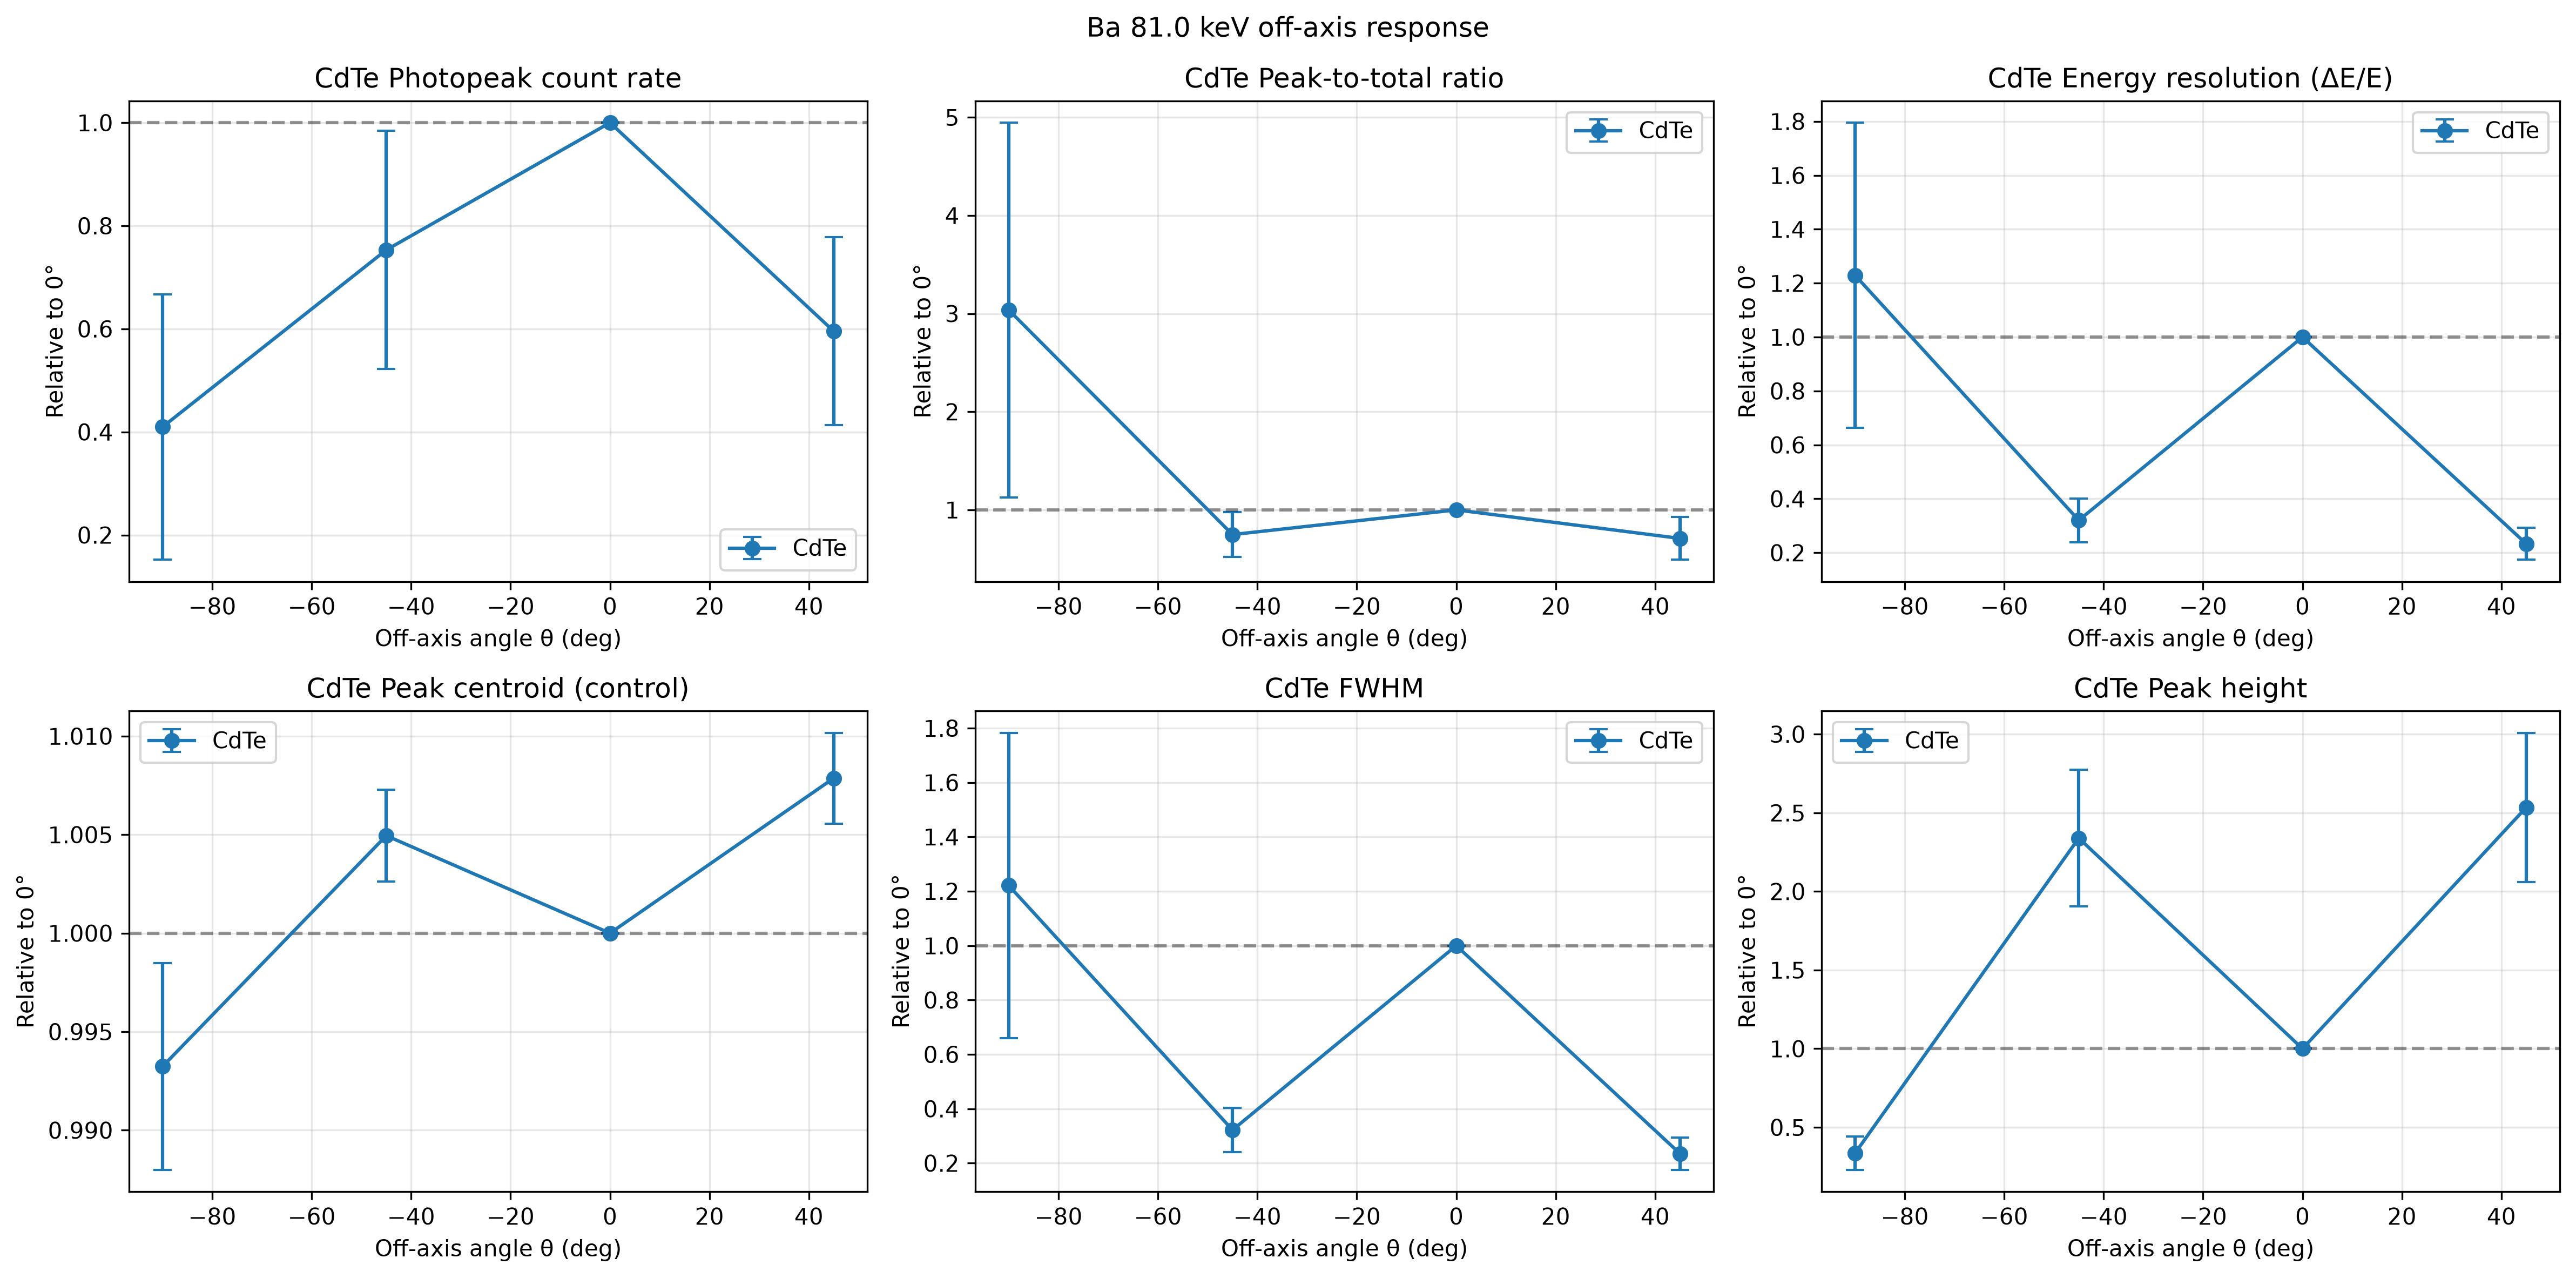 Ba 81.0 keV off-axis response
CdTe Photopeak count rate
1.0
0.8
0.6
0.4
0.2
Relative to 0°
CdTe
−80 −60 −40 −20 0 20 40
Off-axis angle θ (deg)
CdTe Peak-to-total ratio
5
4
3
2
1
Relative to 0°
CdTe
−80 −60 −40 −20 0 20 40
Off-axis angle θ (deg)
CdTe Energy resolution (ΔE/E)
1.8
1.6
1.4
1.2
1.0
0.8
0.6
0.4
0.2
Relative to 0°
CdTe
−80 −60 −40 −20 0 20 40
Off-axis angle θ (deg)
CdTe Peak centroid (control)
1.010
1.005
1.000
0.995
0.990
Relative to 0°
CdTe
−80 −60 −40 −20 0 20 40
Off-axis angle θ (deg)
CdTe FWHM
1.8
1.6
1.4
1.2
1.0
0.8
0.6
0.4
0.2
Relative to 0°
CdTe
−80 −60 −40 −20 0 20 40
Off-axis angle θ (deg)
CdTe Peak height
3.0
2.5
2.0
1.5
1.0
0.5
Relative to 0°
CdTe
−80 −60 −40 −20 0 20 40
Off-axis angle θ (deg)